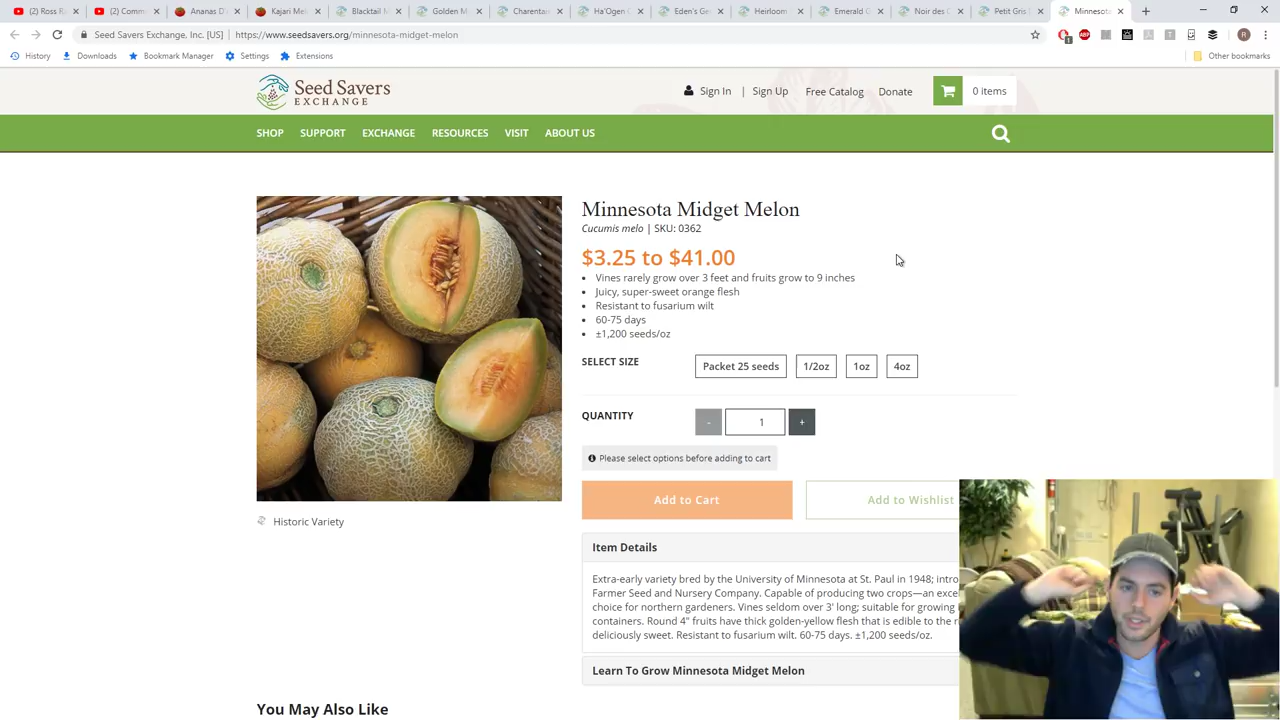 (2) Ross Ra
(2) Comm
Ananas D'
Kajari Me
Blacktail M
Golden M
Charentai
Ha'Ogen
Eden's Ge
Heirloom
Emerald
Noir des C
Petit Gris D
Minnesota
Seed Savers Exchange, Inc. [US] | https://www.seedsavers.org/minnesota-midget-melon
History
Downloads
Bookmark Manager
Settings
Extensions
Other bookmarks
Seed Savers
EXCHANGE
Sign In | Sign Up
Free Catalog
Donate
0 items
SHOP
SUPPORT
EXCHANGE
RESOURCES
VISIT
ABOUT US
Minnesota Midget Melon
Cucumis melo | SKU: 0362
$3.25 to $41.00
• Vines rarely grow over 3 feet and fruits grow to 9 inches
• Juicy, super-sweet orange flesh
• Resistant to fusarium wilt
• 60-75 days
• ±1,200 seeds/oz
SELECT SIZE
Packet 25 seeds
1/2oz
1oz
4oz
QUANTITY
- 1 +
Please select options before adding to cart
Add to Cart
Add to Wishlist
Historic Variety
Item Details
Extra-early variety bred by the University of Minnesota at St. Paul in 1948; intro
Farmer Seed and Nursery Company. Capable of producing two crops—an exce
choice for northern gardeners. Vines seldom over 3' long; suitable for growing
containers. Round 4" fruits have thick golden-yellow flesh that is edible to the r
deliciously sweet. Resistant to fusarium wilt. 60-75 days. ±1,200 seeds/oz.
Learn To Grow Minnesota Midget Melon
You May Also Like